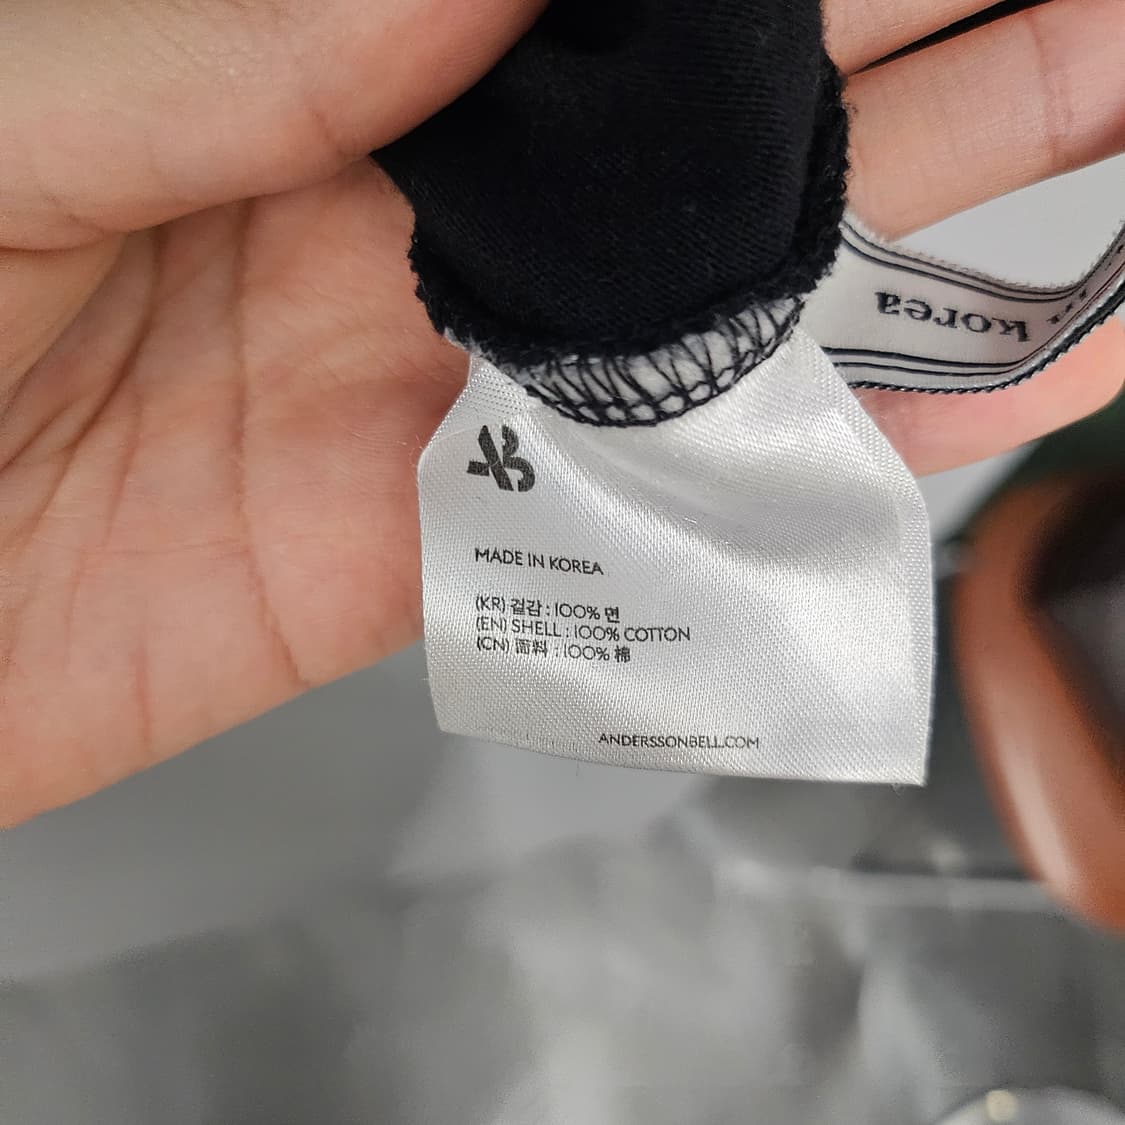 MADE IN KOREA
(KR) 겉감 : 100% 면
(EN) SHELL : 100% COTTON
(CN) 面料 : 100% 棉
ANDERSSONBELL.COM
korea